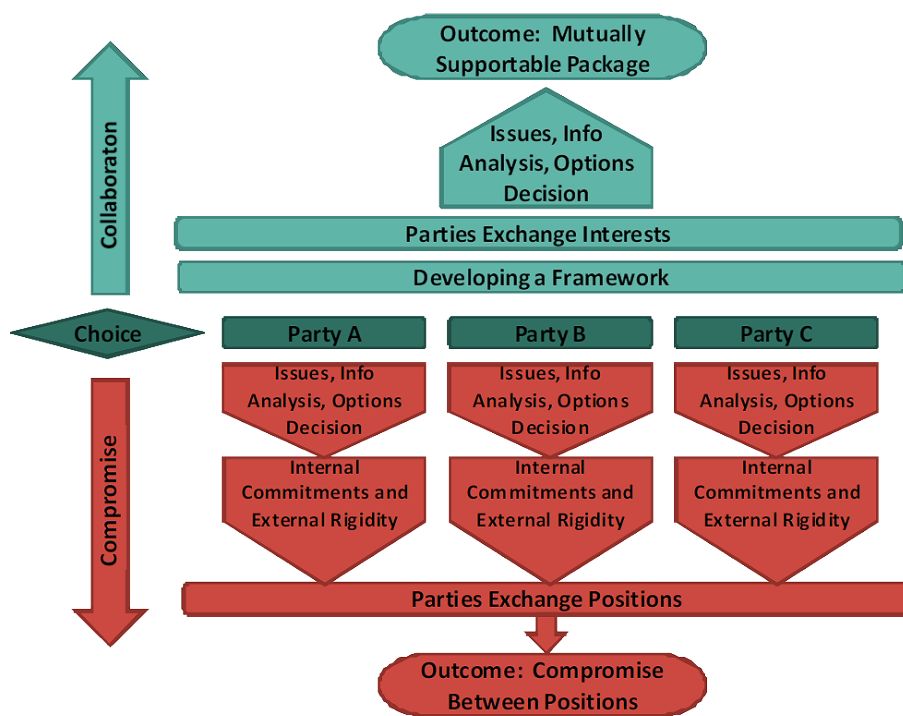 Outcome:  Mutually
Supportable Package
Issues, Info
Analysis, Options
Decision
Collaboraton
Parties Exchange Interests
Developing a Framework
Choice
Party A
Party B
Party C
Issues, Info
Analysis, Options
Decision
Issues, Info
Analysis, Options
Decision
Issues, Info
Analysis, Options
Decision
Compromise
Internal
Commitments and
External Rigidity
Internal
Commitments and
External Rigidity
Internal
Commitments and
External Rigidity
Parties Exchange Positions
Outcome:  Compromise
Between Positions